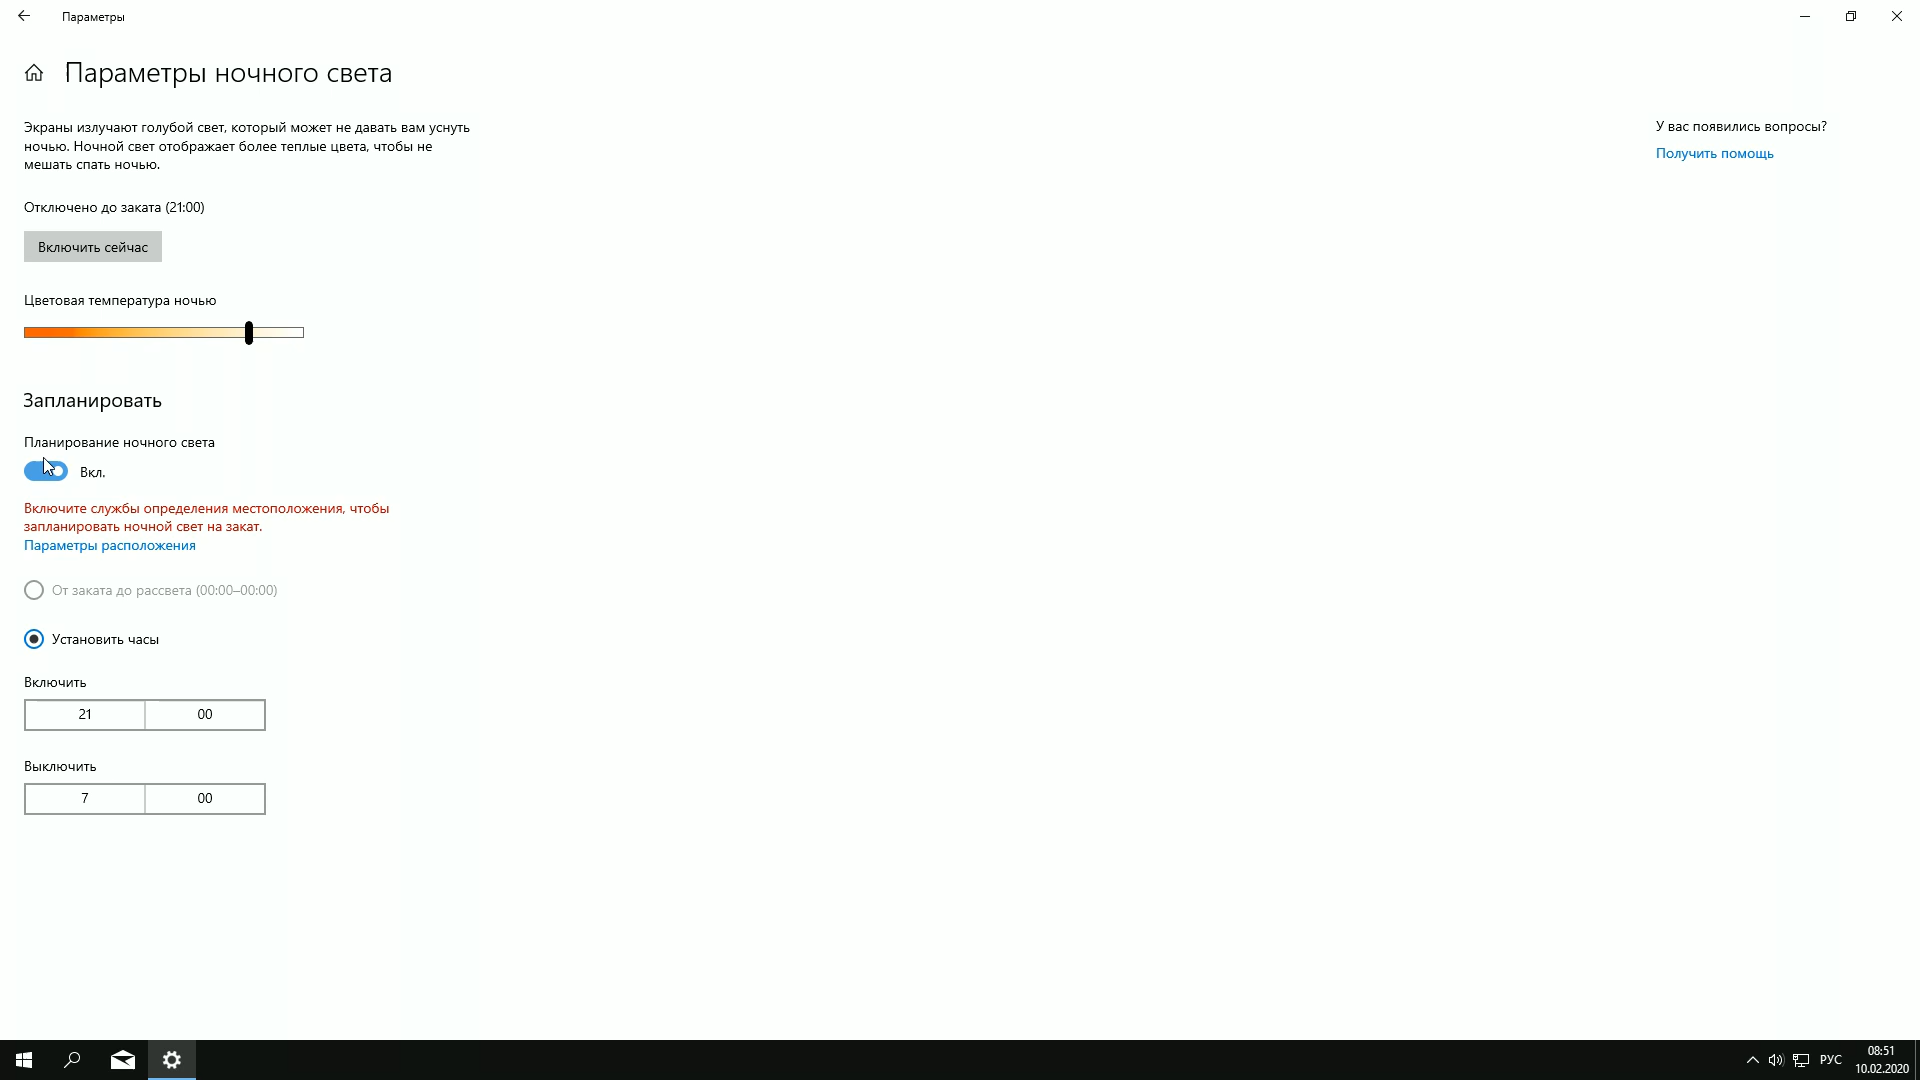 Параметры
Параметры ночного света
Экраны излучают голубой свет, который может не давать вам уснуть
ночью. Ночной свет отображает более теплые цвета, чтобы не
мешать спать ночью.
У вас появились вопросы?
Получить помощь
Отключено до заката (21:00)
Включить сейчас
Цветовая температура ночью
Запланировать
Планирование ночного света
Вкл.
Включите службы определения местоположения, чтобы
запланировать ночной свет на закат.
Параметры расположения
От заката до рассвета (00:00–00:00)
Установить часы
Включить
21 00
Выключить
7 00
РУС
08:51
10.02.2020